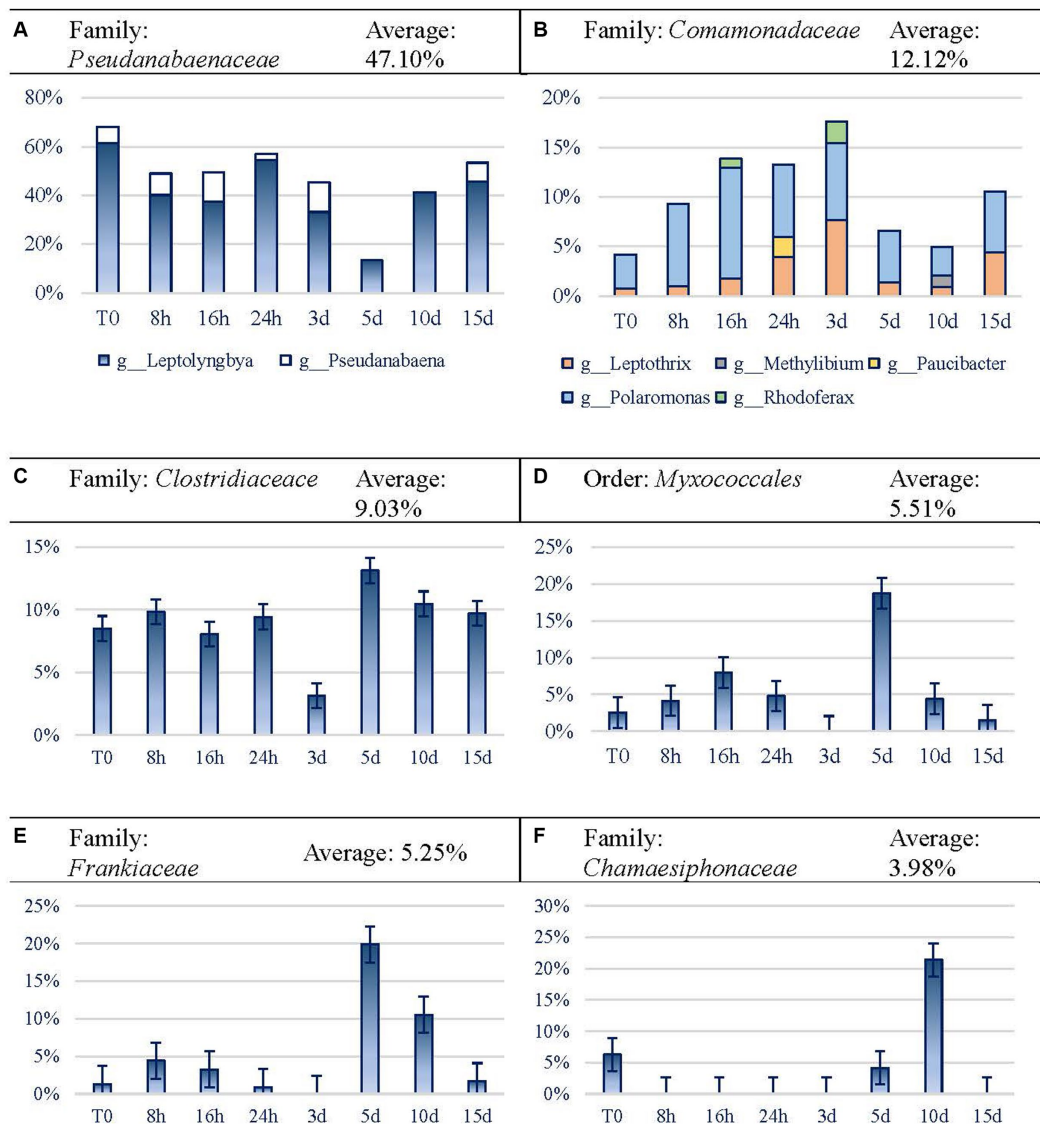 A
Family:
Pseudanabaenaceae
Average:
47.10%
80%
60%
40%
20%
0%
T0 8h 16h 24h 3d 5d 10d 15d
g__Leptolyngbya g__Pseudanabaena
B
Family: Comamonadaceae
Average:
12.12%
20%
15%
10%
5%
0%
T0 8h 16h 24h 3d 5d 10d 15d
g__Leptothrix g__Methylibium g__Paucibacter
g__Polaromonas g__Rhodoferax
C
Family: Clostridiaceace
Average:
9.03%
15%
10%
5%
0%
T0 8h 16h 24h 3d 5d 10d 15d
D
Order: Myxococcales
Average:
5.51%
25%
20%
15%
10%
5%
0%
T0 8h 16h 24h 3d 5d 10d 15d
E
Family:
Frankiaceae
Average: 5.25%
25%
20%
15%
10%
5%
0%
T0 8h 16h 24h 3d 5d 10d 15d
F
Family:
Chamaesiphonaceae
Average:
3.98%
30%
25%
20%
15%
10%
5%
0%
T0 8h 16h 24h 3d 5d 10d 15d